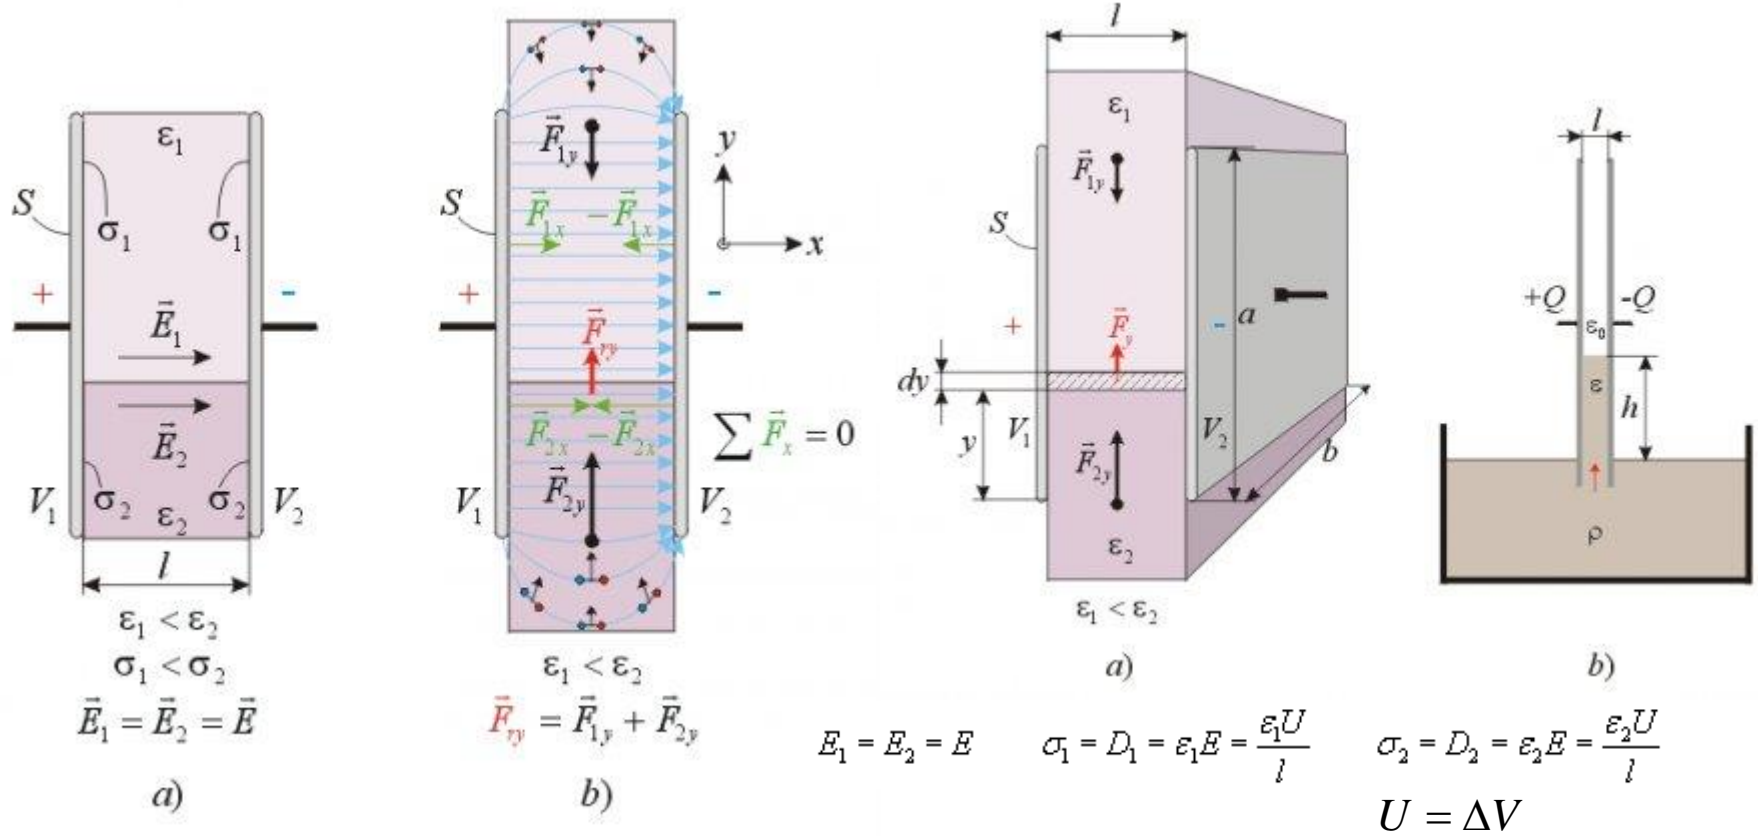 ε₁
S
σ₁ σ₁
+ -
E⃗₁
E⃗₂
V₁ σ₂ ε₂ σ₂ V₂
l
ε₁ < ε₂
σ₁ < σ₂
E⃗₁ = E⃗₂ = E⃗
a)
F⃗₁y
y
x
S
F⃗₁x −F⃗₁x
+ -
F⃗ry
F⃗₂x −F⃗₂x
∑ F⃗x = 0
V₁ F⃗₂y V₂
ε₁ < ε₂
F⃗ry = F⃗₁y + F⃗₂y
b)
l
ε₁
F⃗₁y
S
+ F⃗y - a
dy
y V₁ V₂
F⃗₂y b
ε₂
ε₁ < ε₂
a)
l
+Q -Q
ε₀
ε h
ρ
b)
E₁ = E₂ = E σ₁ = D₁ = ε₁E = ε₁U/l σ₂ = D₂ = ε₂E = ε₂U/l
U = ΔV